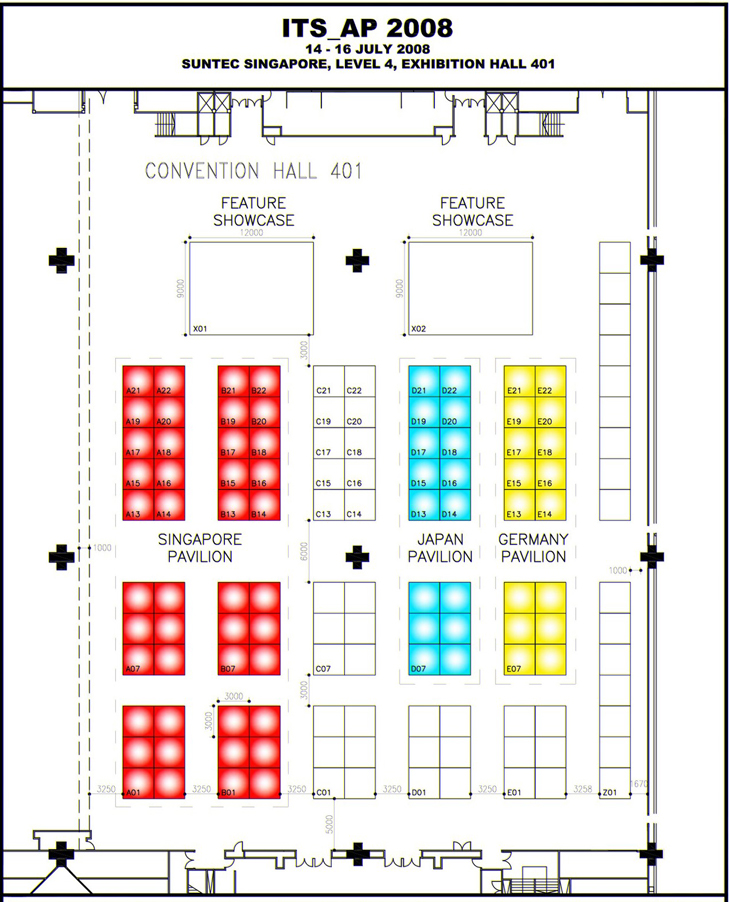 ITS_AP 2008
14 - 16 JULY 2008
SUNTEC SINGAPORE, LEVEL 4, EXHIBITION HALL 401
CONVENTION HALL 401
FEATURE SHOWCASE
FEATURE SHOWCASE
12000
12000
9000
9000
X01
X02
3000
A21 A22 B21 B22 C21 C22 D21 D22 E21 E22
A19 A20 B19 B20 C19 C20 D19 D20 E19 E20
A17 A18 B17 B18 C17 C18 D17 D18 E17 E18
A15 A16 B15 B16 C15 C16 D15 D16 E15 E16
A13 A14 B13 B14 C13 C14 D13 D14 E13 E14
SINGAPORE PAVILION
JAPAN PAVILION
GERMANY PAVILION
1000
6000
1000
A07 B07 C07 D07 E07
3000
3000
3000
3250 3250 3250 3250 3250 3258 1670
A01 B01 C01 D01 E01 Z01
5000